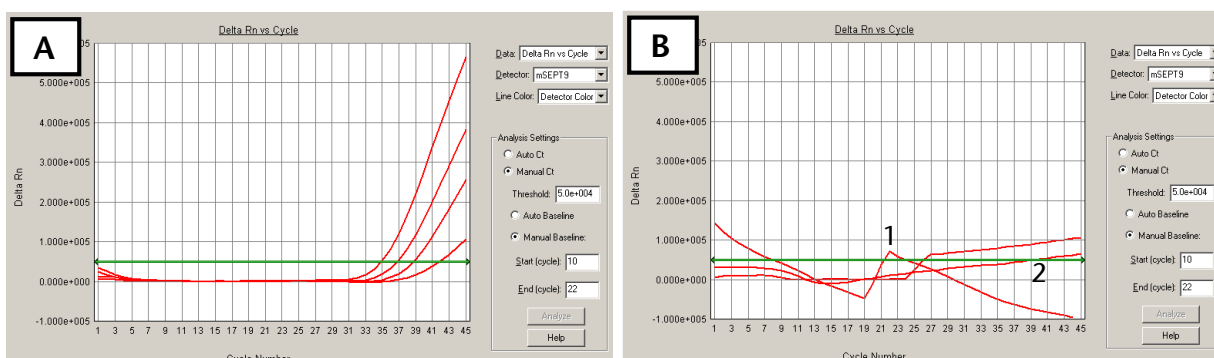 A
Delta Rn vs Cycle
05
5.000e+005
4.000e+005
3.000e+005
2.000e+005
1.000e+005
0.000e+005
-1.000e+005
Delta Rn
1 3 5 7 9 11 13 15 17 19 21 23 25 27 29 31 33 35 37 39 41 43 45
Cycle Number
Data: Delta Rn vs Cycle
Detector: mSEPT9
Line Color: Detector Color
Analysis Settings
Auto Ct
Manual Ct
Threshold: 5.0e+004
Auto Baseline
Manual Baseline:
Start (cycle): 10
End (cycle): 22
Analyze
Help
B
Delta Rn vs Cycle
05
5.000e+005
4.000e+005
3.000e+005
2.000e+005
1.000e+005
0.000e+005
-1.000e+005
Delta Rn
1
2
1 3 5 7 9 11 13 15 17 19 21 23 25 27 29 31 33 35 37 39 41 43 45
Cycle Number
Data: Delta Rn vs Cycle
Detector: mSEPT9
Line Color: Detector Color
Analysis Settings
Auto Ct
Manual Ct
Threshold: 5.0e+004
Auto Baseline
Manual Baseline:
Start (cycle): 10
End (cycle): 22
Analyze
Help